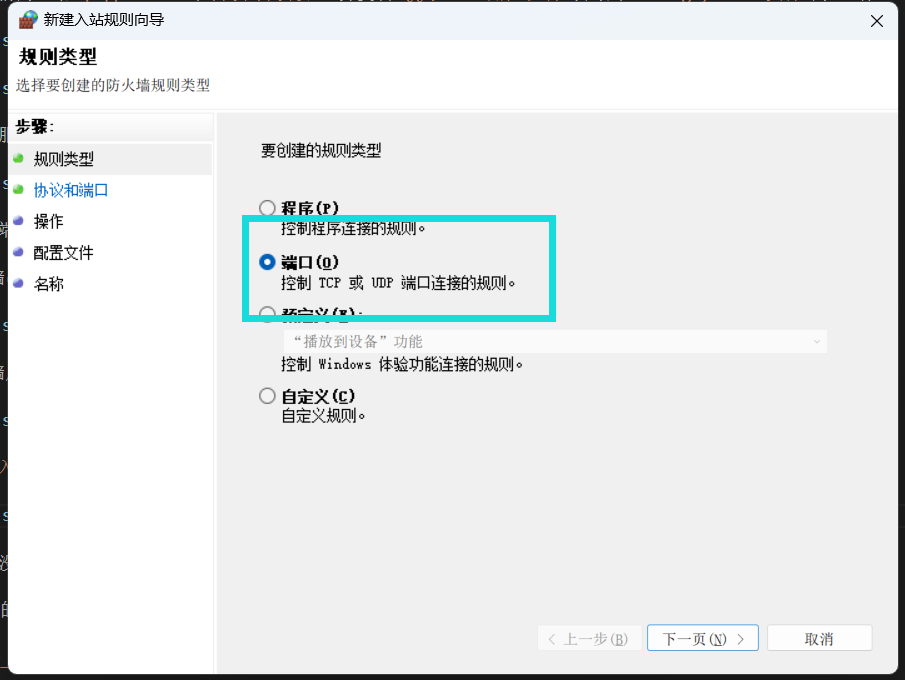 新建入站规则向导
规则类型
选择要创建的防火墙规则类型
步骤:
规则类型
协议和端口
操作
配置文件
名称
要创建的规则类型
程序(P)
控制程序连接的规则。
端口(O)
控制 TCP 或 UDP 端口连接的规则。
预定义(E):
“播放到设备”功能
控制 Windows 体验功能连接的规则。
自定义(C)
自定义规则。
< 上一步(B)
下一页(N) >
取消